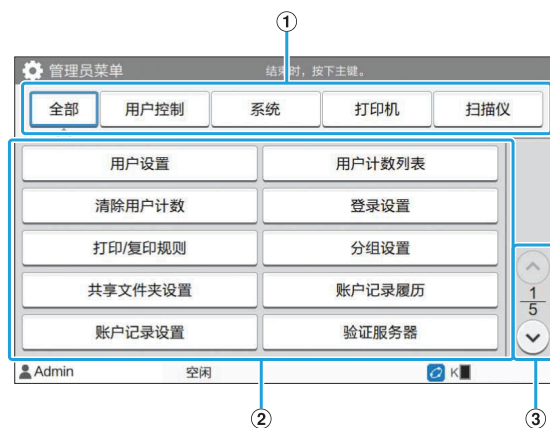 ①
管理员菜单 结束时，按下主键。
全部 用户控制 系统 打印机 扫描仪
用户设置 用户计数列表
清除用户计数 登录设置
打印/复印规则 分组设置
共享文件夹设置 账户记录履历
1
5
账户记录设置 验证服务器
Admin 空闲 K
② ③